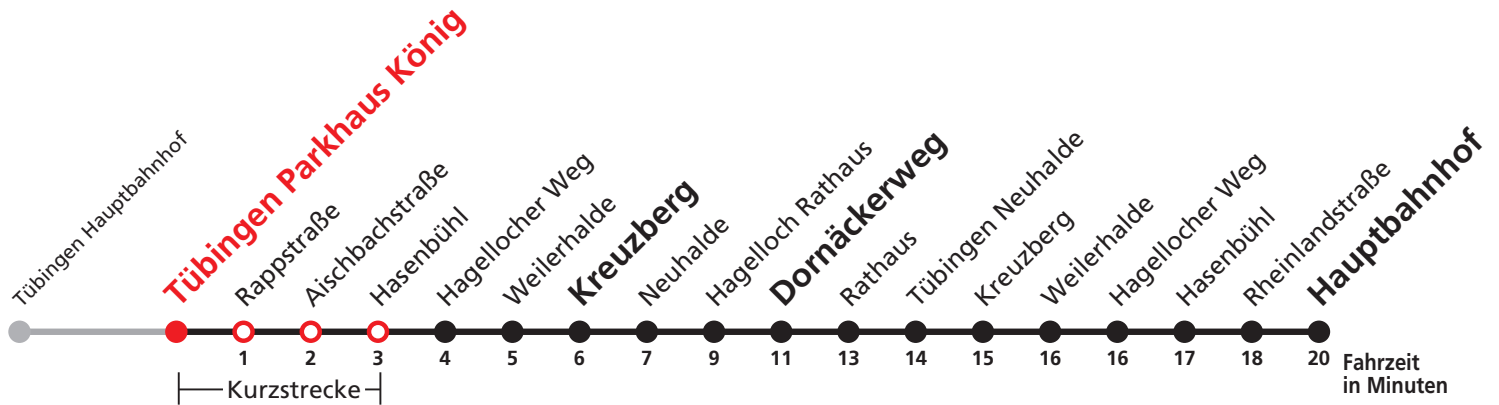 Tübingen Hauptbahnhof
Tübingen Parkhaus König
Rappstraße
Aischbachstraße
Hasenbühl
Hagellocher Weg
Weilerhalde
Kreuzberg
Neuhalde
Hagelloch Rathaus
Dornäckerweg
Rathaus
Tübingen Neuhalde
Kreuzberg
Weilerhalde
Hagellocher Weg
Hasenbühl
Rheinlandstraße
Hauptbahnhof
1 2 3 4 5 6 7 9 11 13 14 15 16 16 17 18 20
Fahrzeit
in Minuten
Kurzstrecke